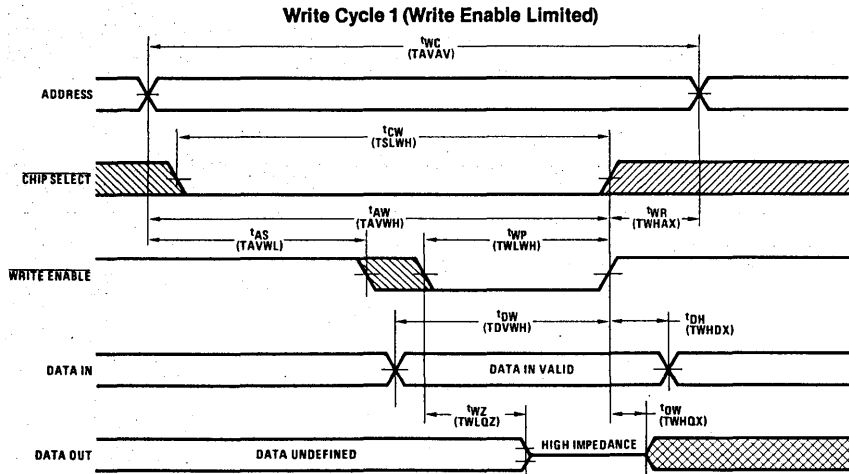 Write Cycle 1 (Write Enable Limited)
tWC
(TAVAV)
ADDRESS
tCW
(TSLWH)
CHIP SELECT
tAW
(TAVWH)
tWR
(TWHAX)
tAS
(TAVWL)
tWP
(TWLWH)
WRITE ENABLE
tDW
(TDVWH)
tDH
(TWHDX)
DATA IN
DATA IN VALID
tWZ
(TWLQZ)
tOW
(TWHQX)
DATA OUT
DATA UNDEFINED
HIGH IMPEDANCE